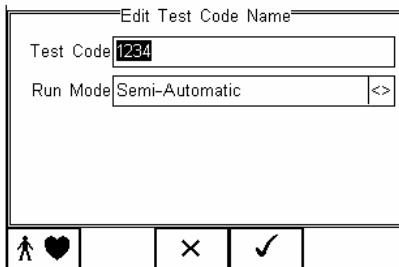 Edit Test Code Name
Test Code 1234
Run Mode Semi-Automatic <>